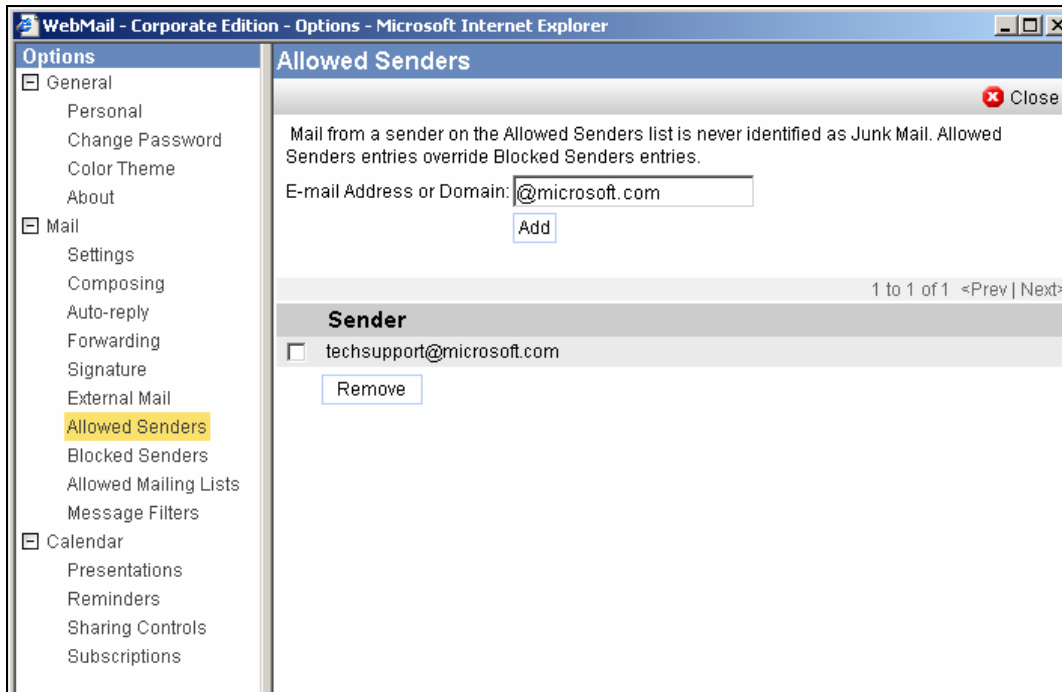 WebMail - Corporate Edition - Options - Microsoft Internet Explorer
Options
General
Personal
Change Password
Color Theme
About
Mail
Settings
Composing
Auto-reply
Forwarding
Signature
External Mail
Allowed Senders
Blocked Senders
Allowed Mailing Lists
Message Filters
Calendar
Presentations
Reminders
Sharing Controls
Subscriptions
Allowed Senders
Close
Mail from a sender on the Allowed Senders list is never identified as Junk Mail. Allowed
Senders entries override Blocked Senders entries.
E-mail Address or Domain: @microsoft.com
Add
1 to 1 of 1 <Prev | Next>
Sender
techsupport@microsoft.com
Remove